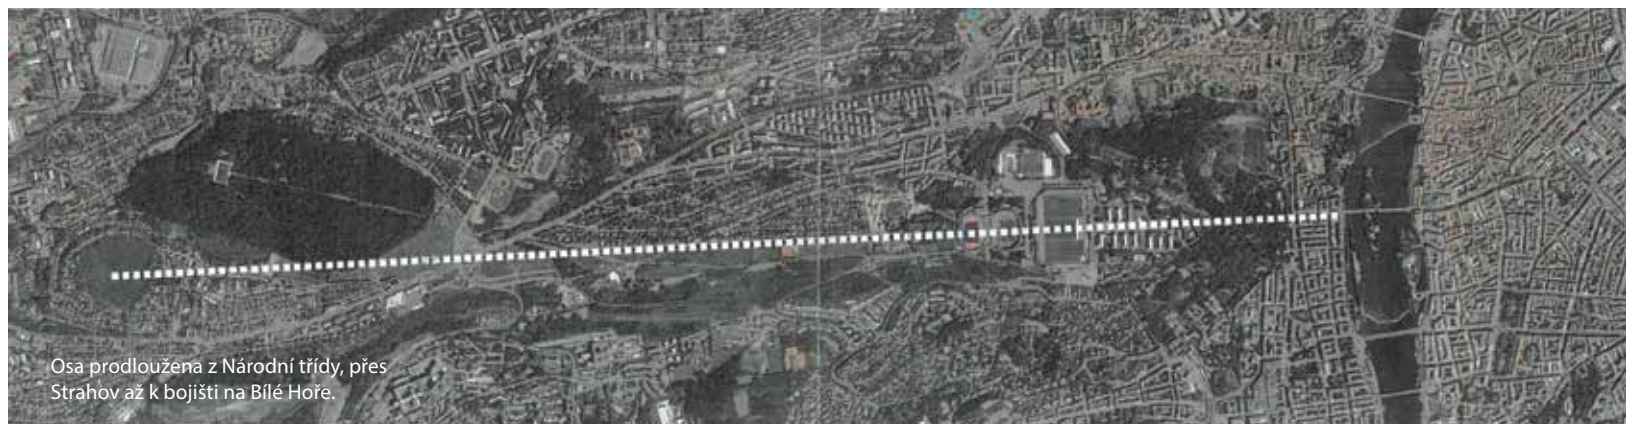 Osa prodloužena z Národní třídy, přes
Strahov až k bojišti na Bílé Hoře.